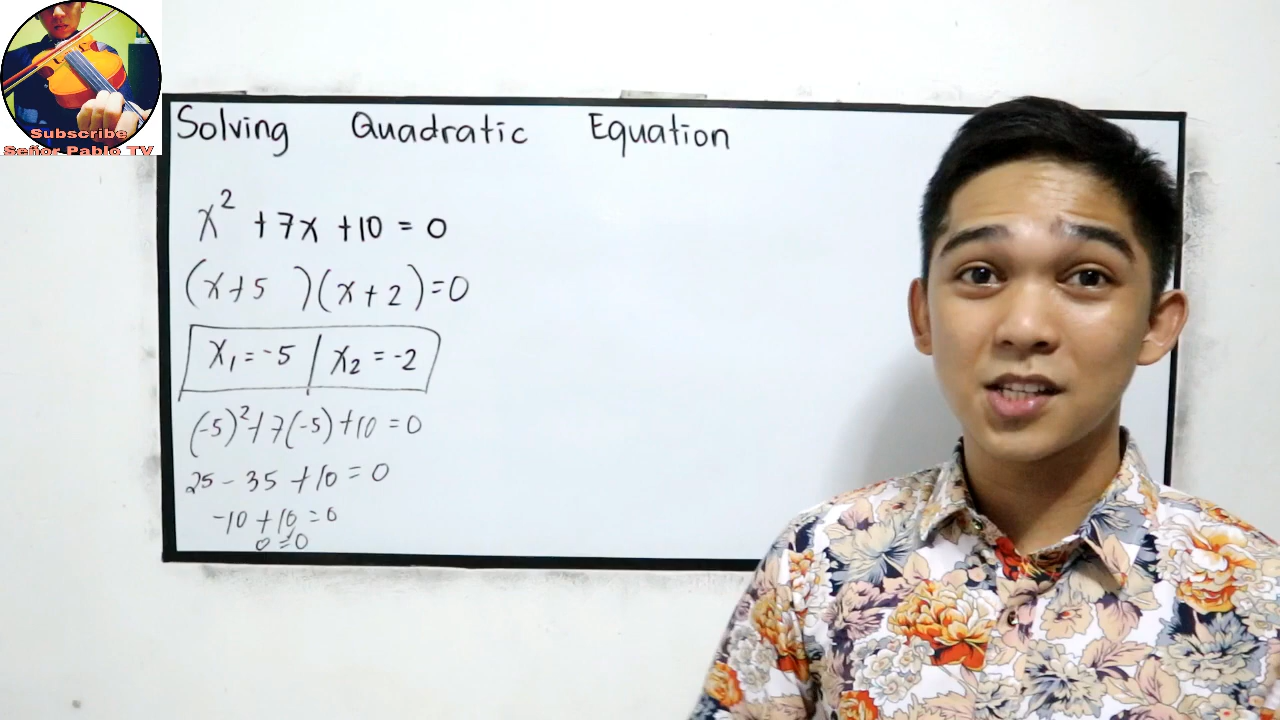 Subscribe
Señor Pablo TV
Solving Quadratic Equation
x² + 7x + 10 = 0
(x+5 )(x+2)=0
x₁ = -5 | x₂ = -2
(-5)² + 7(-5) + 10 = 0
25 - 35 + 10 = 0
-10 + 10 = 0
0 = 0